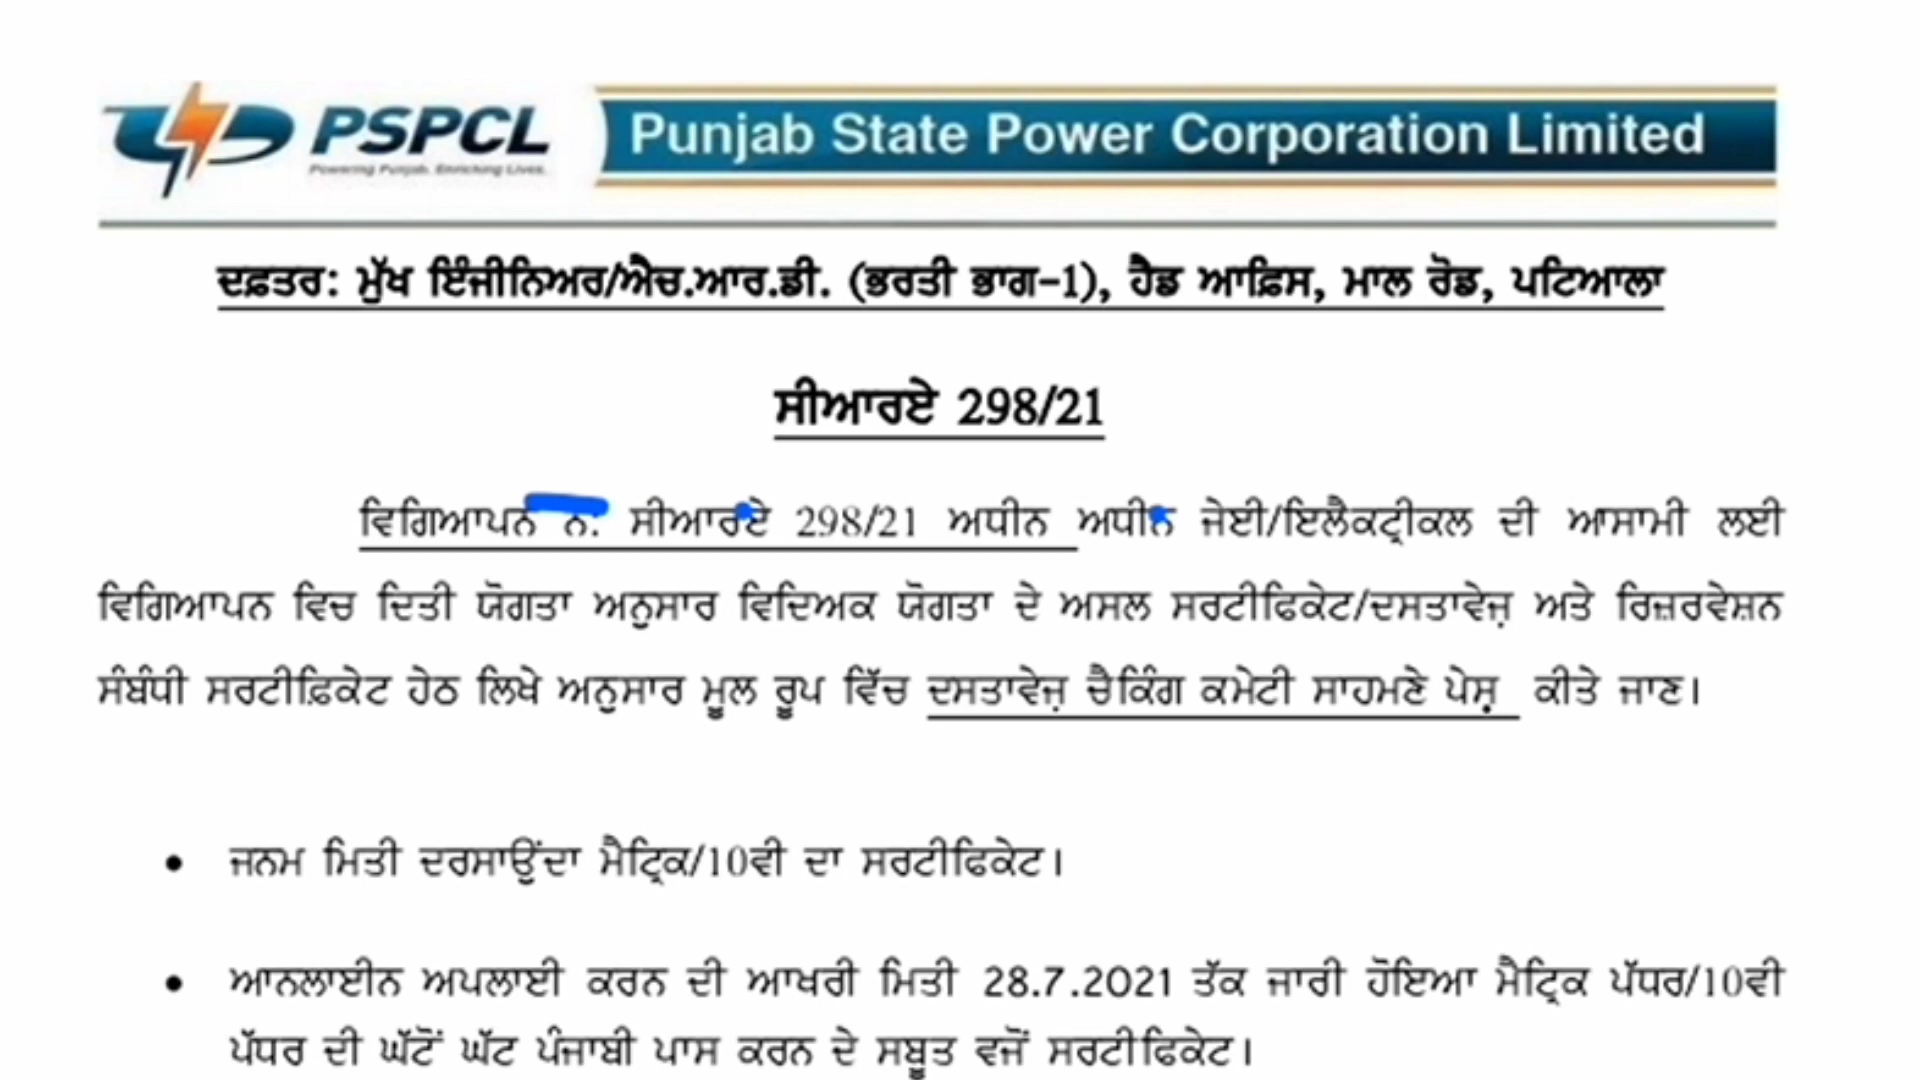 PSPCL
Powering Punjab. Enriching Lives.
Punjab State Power Corporation Limited
ਦਫ਼ਤਰ: ਮੁੱਖ ਇੰਜੀਨਿਅਰ/ਐਚ.ਆਰ.ਡੀ. (ਭਰਤੀ ਭਾਗ-1), ਹੈਡ ਆਫ਼ਿਸ, ਮਾਲ ਰੋਡ, ਪਟਿਆਲਾ
ਸੀਆਰਏ 298/21
ਵਿਗਿਆਪਨ ਨੰ. ਸੀਆਰਏ 298/21 ਅਧੀਨ ਅਧੀਨ ਜੇਈ/ਇਲੈਕਟ੍ਰੀਕਲ ਦੀ ਆਸਾਮੀ ਲਈ
ਵਿਗਿਆਪਨ ਵਿਚ ਦਿਤੀ ਯੋਗਤਾ ਅਨੁਸਾਰ ਵਿਦਿਅਕ ਯੋਗਤਾ ਦੇ ਅਸਲ ਸਰਟੀਫਿਕੇਟ/ਦਸਤਾਵੇਜ਼ ਅਤੇ ਰਿਜ਼ਰਵੇਸ਼ਨ
ਸੰਬੰਧੀ ਸਰਟੀਫ਼ਿਕੇਟ ਹੇਠ ਲਿਖੇ ਅਨੁਸਾਰ ਮੂਲ ਰੂਪ ਵਿੱਚ ਦਸਤਾਵੇਜ਼ ਚੈਕਿੰਗ ਕਮੇਟੀ ਸਾਹਮਣੇ ਪੇਸ਼ ਕੀਤੇ ਜਾਣ।
• ਜਨਮ ਮਿਤੀ ਦਰਸਾਉਂਦਾ ਮੈਟ੍ਰਿਕ/10ਵੀ ਦਾ ਸਰਟੀਫਿਕੇਟ।
• ਆਨਲਾਈਨ ਅਪਲਾਈ ਕਰਨ ਦੀ ਆਖਰੀ ਮਿਤੀ 28.7.2021 ਤੱਕ ਜਾਰੀ ਹੋਇਆ ਮੈਟ੍ਰਿਕ ਪੱਧਰ/10ਵੀ
ਪੱਧਰ ਦੀ ਘੱਟੋਂ ਘੱਟ ਪੰਜਾਬੀ ਪਾਸ ਕਰਨ ਦੇ ਸਬੂਤ ਵਜੋਂ ਸਰਟੀਫਿਕੇਟ।